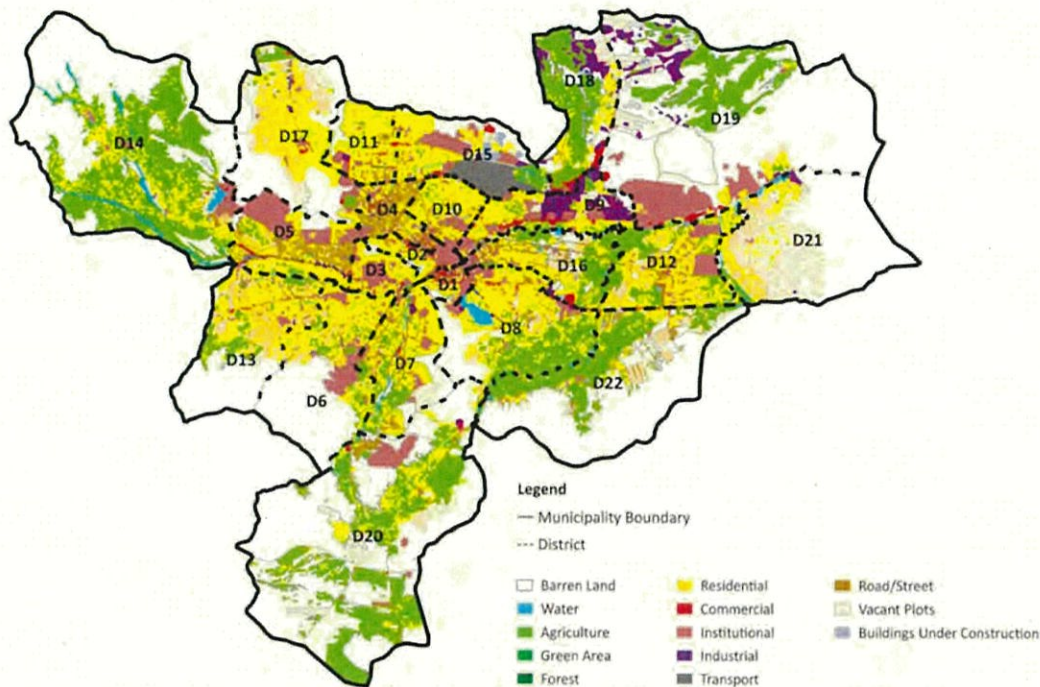 D18
D19
D14
D17
D11
D15
D4
D10
D9
D5
D2
D21
D3
D16
D12
D1
D8
D13
D7
D22
D6
D20
Legend
Municipality Boundary
District
Barren Land
Residential
Road/Street
Water
Commercial
Vacant Plots
Agriculture
Institutional
Buildings Under Construction
Green Area
Industrial
Forest
Transport